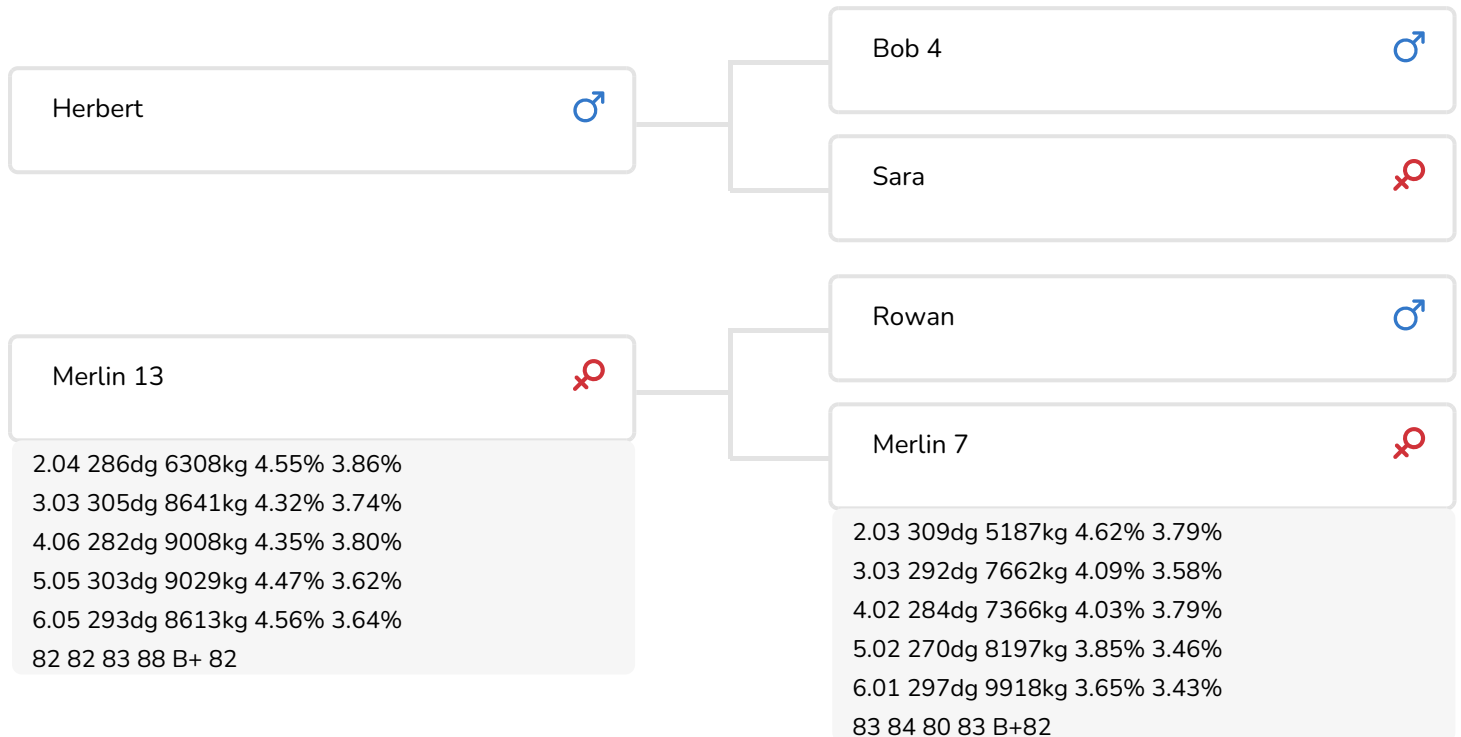 Herbert
Bob 4
Sara
Merlin 13
2.04 286dg 6308kg 4.55% 3.86%
3.03 305dg 8641kg 4.32% 3.74%
4.06 282dg 9008kg 4.35% 3.80%
5.05 303dg 9029kg 4.47% 3.62%
6.05 293dg 8613kg 4.56% 3.64%
82 82 83 88 B+ 82
Rowan
Merlin 7
2.03 309dg 5187kg 4.62% 3.79%
3.03 292dg 7662kg 4.09% 3.58%
4.02 284dg 7366kg 4.03% 3.79%
5.02 270dg 8197kg 3.85% 3.46%
6.01 297dg 9918kg 3.65% 3.43%
83 84 80 83 B+82